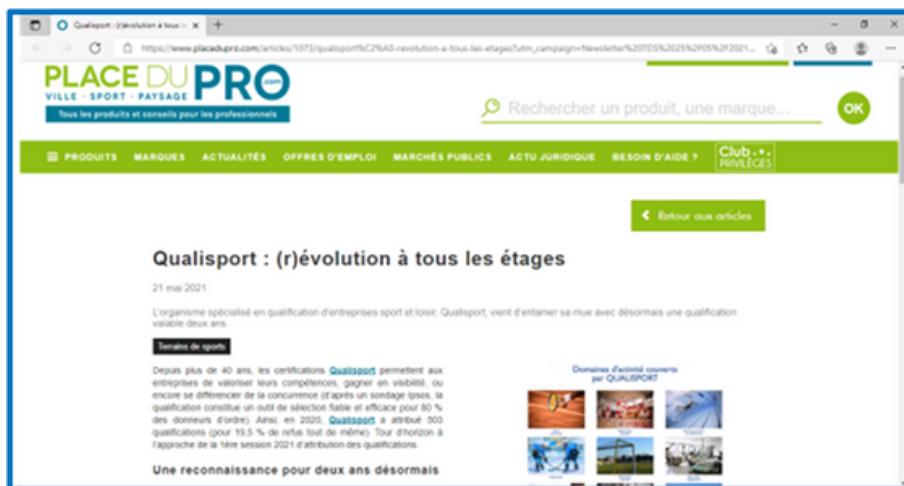 Qualisport : (r)évolution à tous les
https://www.placedupro.com/articles/1073/qualisport%C2%A0-revolution-a-tous-les-etages?utm_campaign=Newsletter%20TDS%2025%2F05%2F2021...
PLACE DU PRO .com
VILLE - SPORT - PAYSAGE
Tous les produits et conseils pour les professionnels
Rechercher un produit, une marque...
OK
PRODUITS MARQUES ACTUALITÉS OFFRES D'EMPLOI MARCHÉS PUBLICS ACTU JURIDIQUE BESOIN D'AIDE ? Club PRIVILÈGES
Retour aux articles
Qualisport : (r)évolution à tous les étages
21 mai 2021
L'organisme spécialisé en qualification d'entreprises sport et loisir, Qualisport, vient d'entamer sa mue avec désormais une qualification
valable deux ans.
Terrains de sports
Depuis plus de 40 ans, les certifications Qualisport permettent aux
entreprises de valoriser leurs compétences, gagner en visibilité, ou
encore se différencier de la concurrence (d'après un sondage Ipsos, la
qualification constitue un outil de sélection fiable et efficace pour 80 %
des donneurs d'ordre). Ainsi, en 2020, Qualisport a attribué 503
qualifications (pour 19,5 % de refus tout de même). Tour d'horizon à
l'approche de la 1ère session 2021 d'attribution des qualifications.
Une reconnaissance pour deux ans désormais
Domaines d'activité couverts
par QUALISPORT